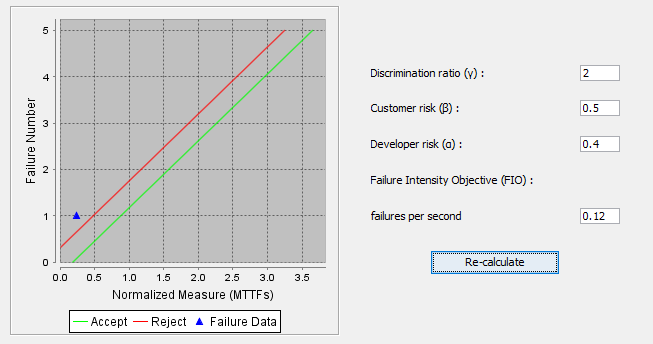 5
4
3
2
1
0
Failure Number
0.0 0.5 1.0 1.5 2.0 2.5 3.0 3.5
Normalized Measure (MTTFs)
Accept Reject Failure Data
Discrimination ratio (γ) : 2
Customer risk (β) : 0.5
Developer risk (α) : 0.4
Failure Intensity Objective (FIO) :
failures per second 0.12
Re-calculate